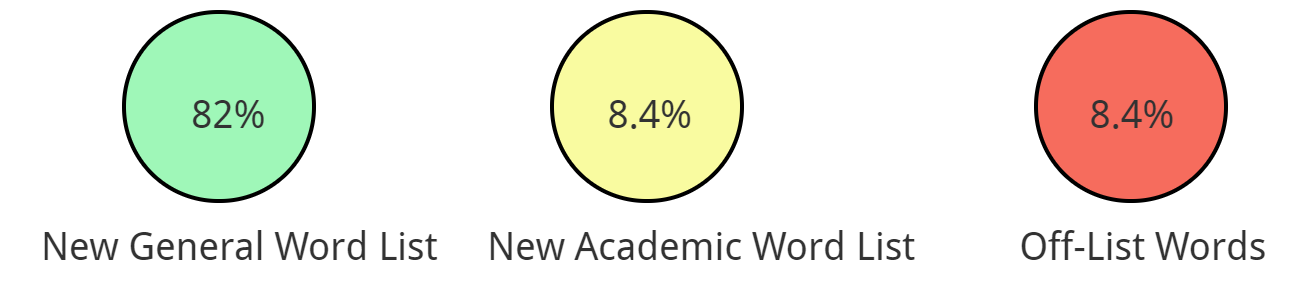 82%
8.4%
8.4%
New General Word List
New Academic Word List
Off-List Words